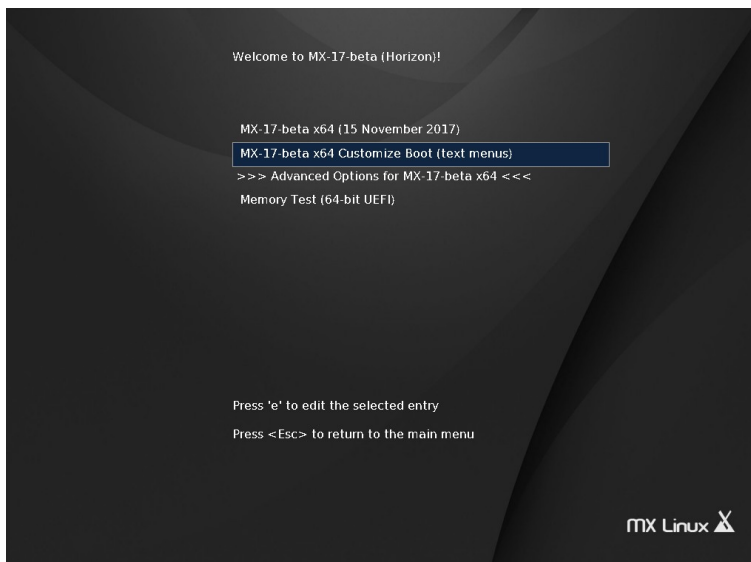 Welcome to MX-17-beta (Horizon)!
MX-17-beta x64 (15 November 2017)
MX-17-beta x64 Customize Boot (text menus)
>>> Advanced Options for MX-17-beta x64 <<<
Memory Test (64-bit UEFI)
Press 'e' to edit the selected entry
Press <Esc> to return to the main menu
MX Linux